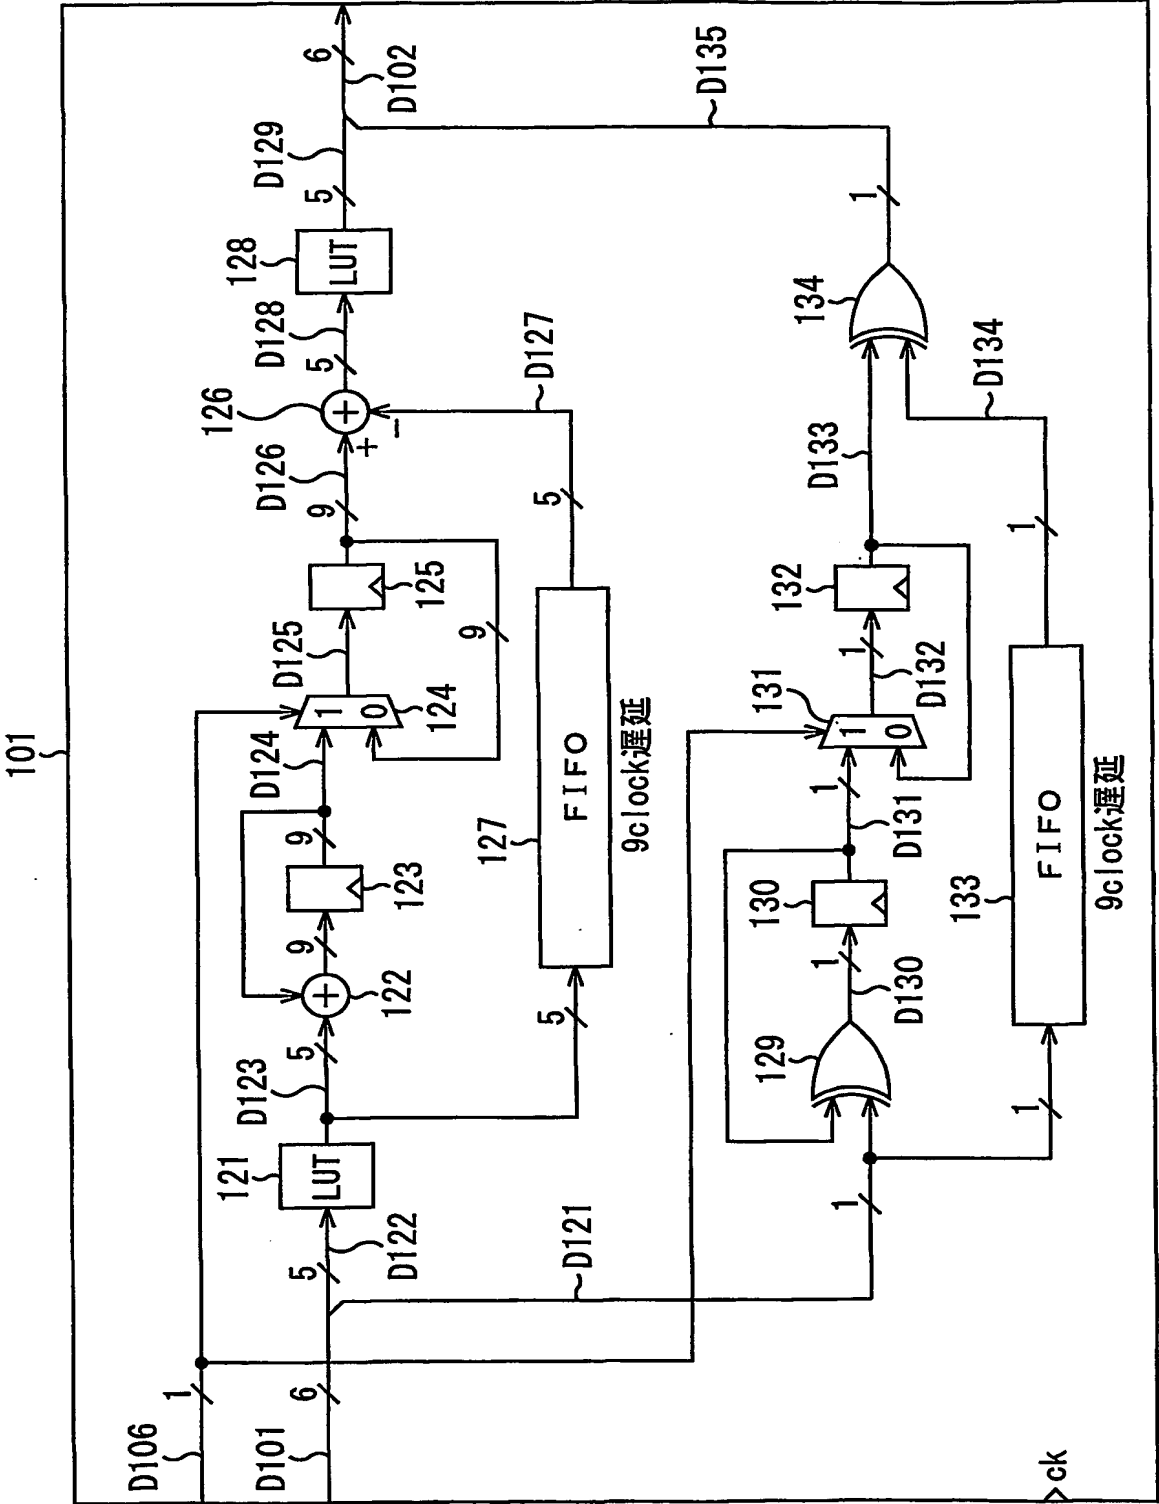 101
D106
1
D101
6
D122
5
121
LUT
D123
5
122
+
9
123
9
D124
124
1
0
D125
125
9
D126
9
126
+
+
−
D128
5
128
LUT
D129
5
D102
6
127
FIFO
9clock遅延
5
5
D127
D121
1
129
D130
1
130
D131
1
131
1
0
D132
1
132
D133
134
1
D135
133
FIFO
9clock遅延
1
1
D134
ck